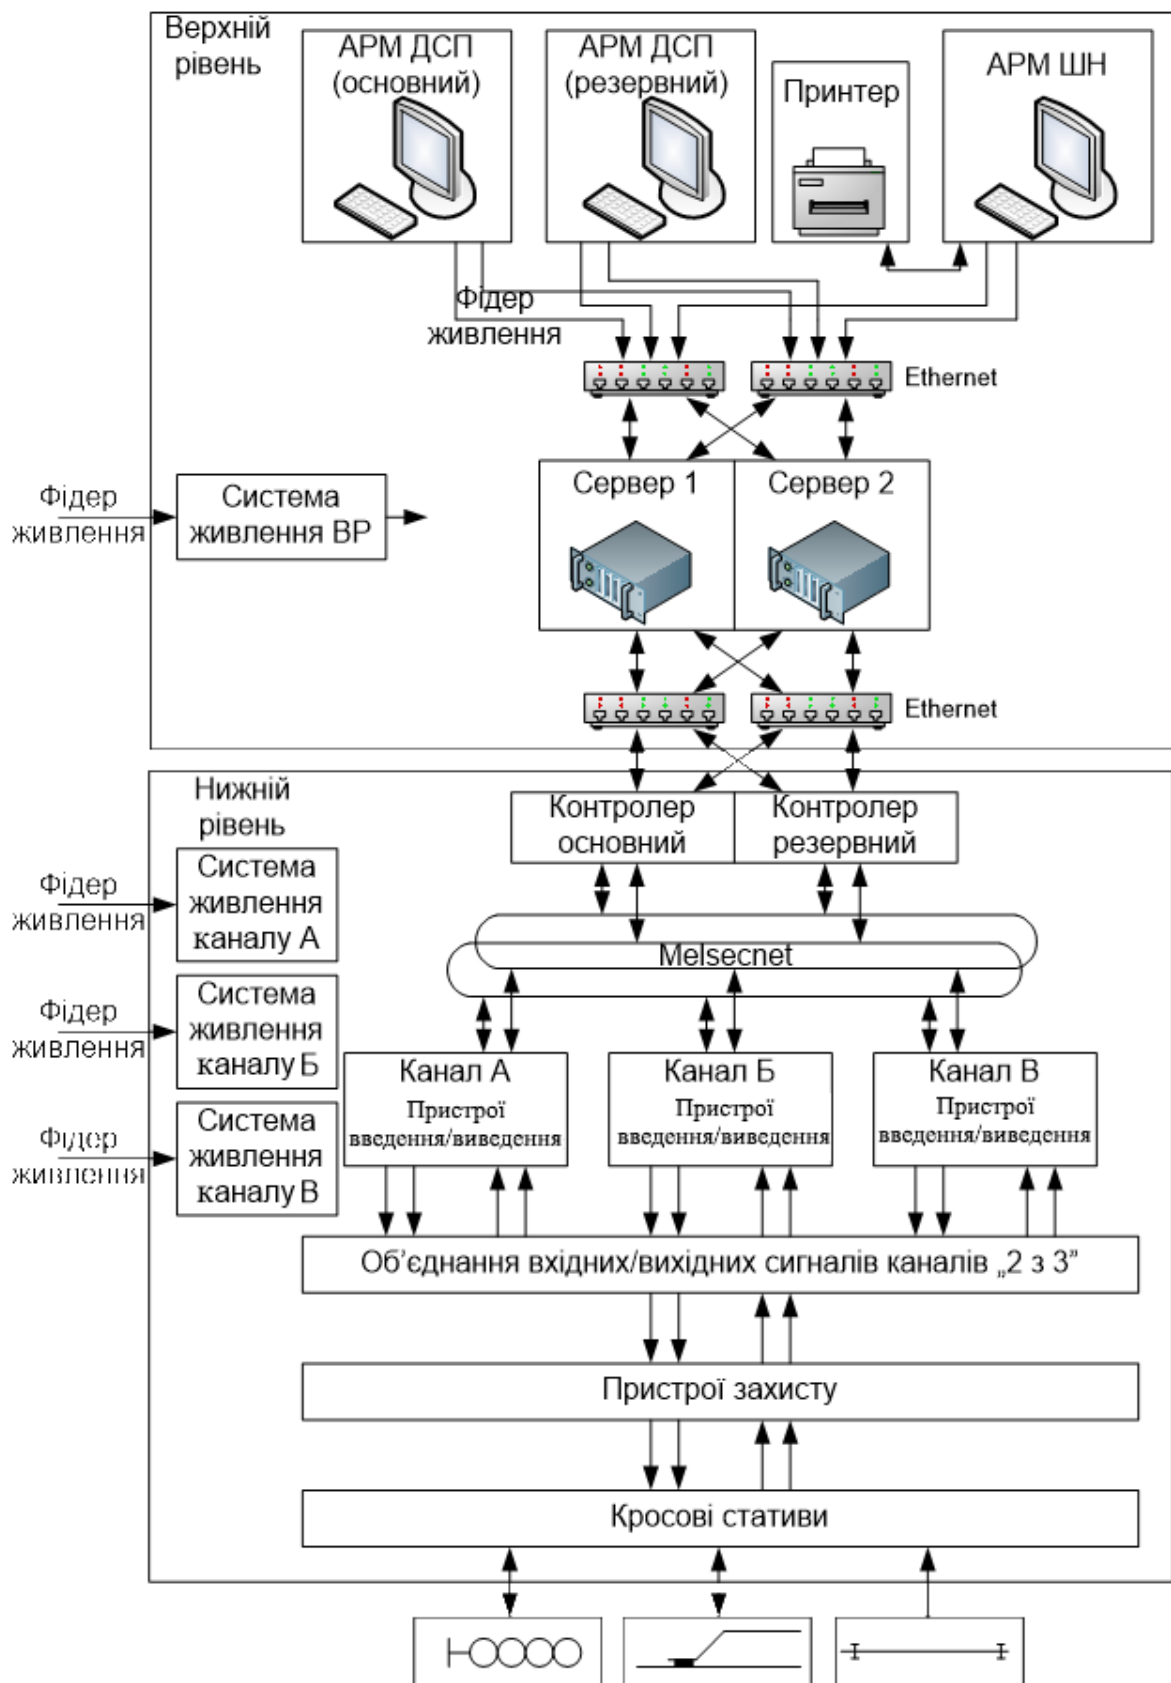 Верхній
рівень
АРМ ДСП
(основний)
АРМ ДСП
(резервний)
Принтер
АРМ ШН
Фідер
живлення
Ethernet
Фідер
живлення
Система
живлення ВР
Сервер 1
Сервер 2
Ethernet
Нижній
рівень
Контролер
основний
Контролер
резервний
Фідер
живлення
Система
живлення
каналу А
Melsecnet
Фідер
живлення
Система
живлення
каналу Б
Канал А
Пристрої
введення/виведення
Канал Б
Пристрої
введення/виведення
Канал В
Пристрої
введення/виведення
Фідер
живлення
Система
живлення
каналу В
Об’єднання вхідних/вихідних сигналів каналів „2 з 3”
Пристрої захисту
Кросові стативи